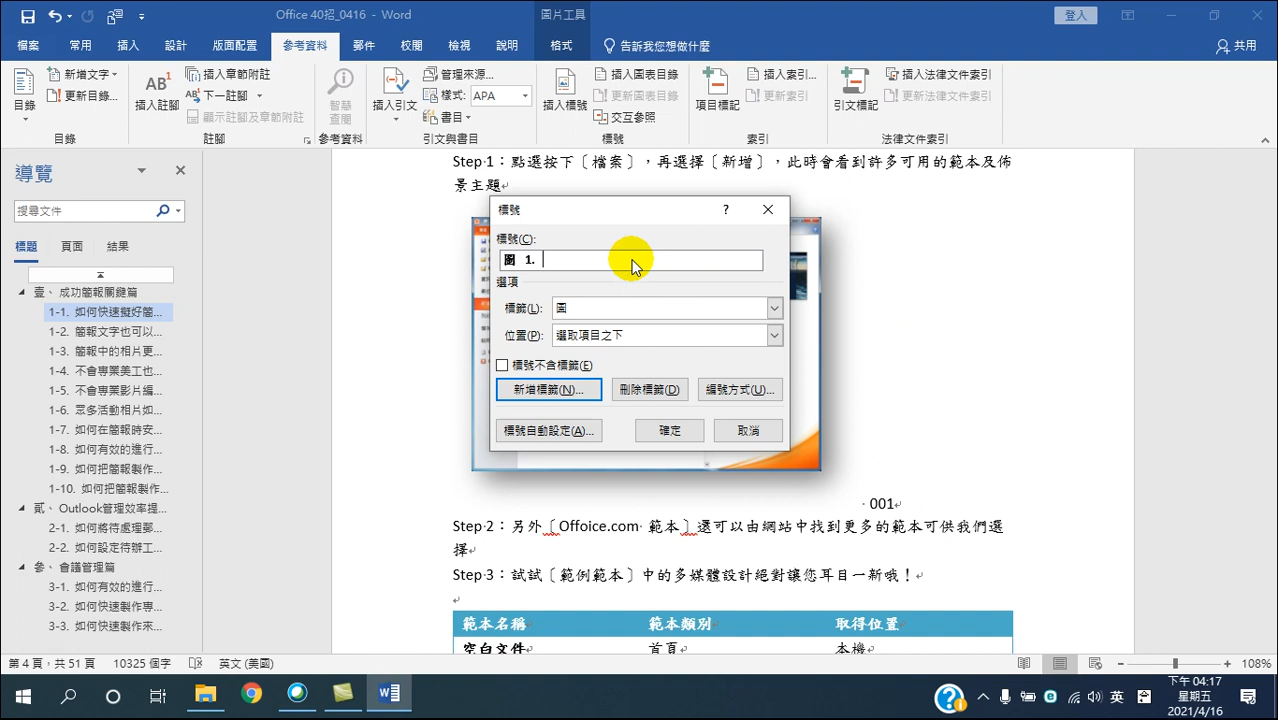 Office 40招_0416 - Word
圖片工具
登入
檔案
常用
插入
設計
版面配置
參考資料
郵件
校閱
檢視
說明
格式
告訴我您想做什麼
共用
目錄
新增文字
更新目錄...
目錄
AB1
插入註腳
插入章節附註
下一註腳
顯示註腳及章節附註
註腳
智慧
查閱
參考資料
插入引文
管理來源...
樣式: APA
書目
引文與書目
插入標號
插入圖表目錄
更新圖表目錄
交互參照
標號
項目標記
插入索引...
更新索引
索引
引文標記
插入法律文件索引
更新法律文件索引
法律文件索引
導覽
搜尋文件
標題
頁面
結果
壹、 成功簡報關鍵篇
1-1. 如何快速擬好簡...
1-2. 簡報文字也可以...
1-3. 簡報中的相片更...
1-4. 不會專業美工也...
1-5. 不會專業影片編...
1-6. 眾多活動相片如...
1-7. 如何在簡報時安...
1-8. 如何有效的進行...
1-9. 如何把簡報製作...
1-10. 如何把簡報製作...
貳、 Outlook管理效率提...
2-1. 如何將待處理郵...
2-2. 如何設定待辦工...
參、 會議管理篇
3-1. 如何有效的進行...
3-2. 如何快速製作專...
3-3. 如何快速製作來...
Step·1：點選按下〔檔案〕，再選擇〔新增〕，此時會看到許多可用的範本及佈
景主題
標號
?
標號(C):
圖 1.
選項
標籤(L):
圖
位置(P):
選取項目之下
標號不含標籤(E)
新增標籤(N)...
刪除標籤(D)
編號方式(U)...
標號自動設定(A)...
確定
取消
001
Step·2：另外〔Offoice.com·範本〕還可以由網站中找到更多的範本可供我們選
擇
Step·3：試試〔範例範本〕中的多媒體設計絕對讓您耳目一新哦！
範本名稱
範本類別
取得位置
空白文件
首頁
本機
第 4 頁，共 51 頁
10325 個字
英文 (美國)
108%
英
下午 04:17
星期五
2021/4/16